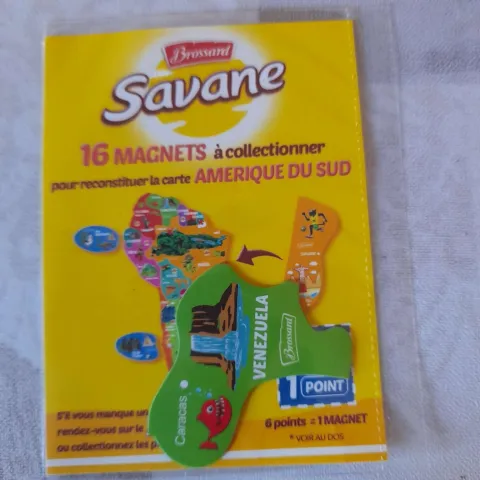 Brossard
Savane
16 MAGNETS à collectionner
pour reconstituer la carte AMERIQUE DU SUD
VENEZUELA
Brossard
Caracas
1 POINT
S'il vous manque un
rendez-vous sur le
ou collectionnez les
6 points = 1 MAGNET
* VOIR AU DOS